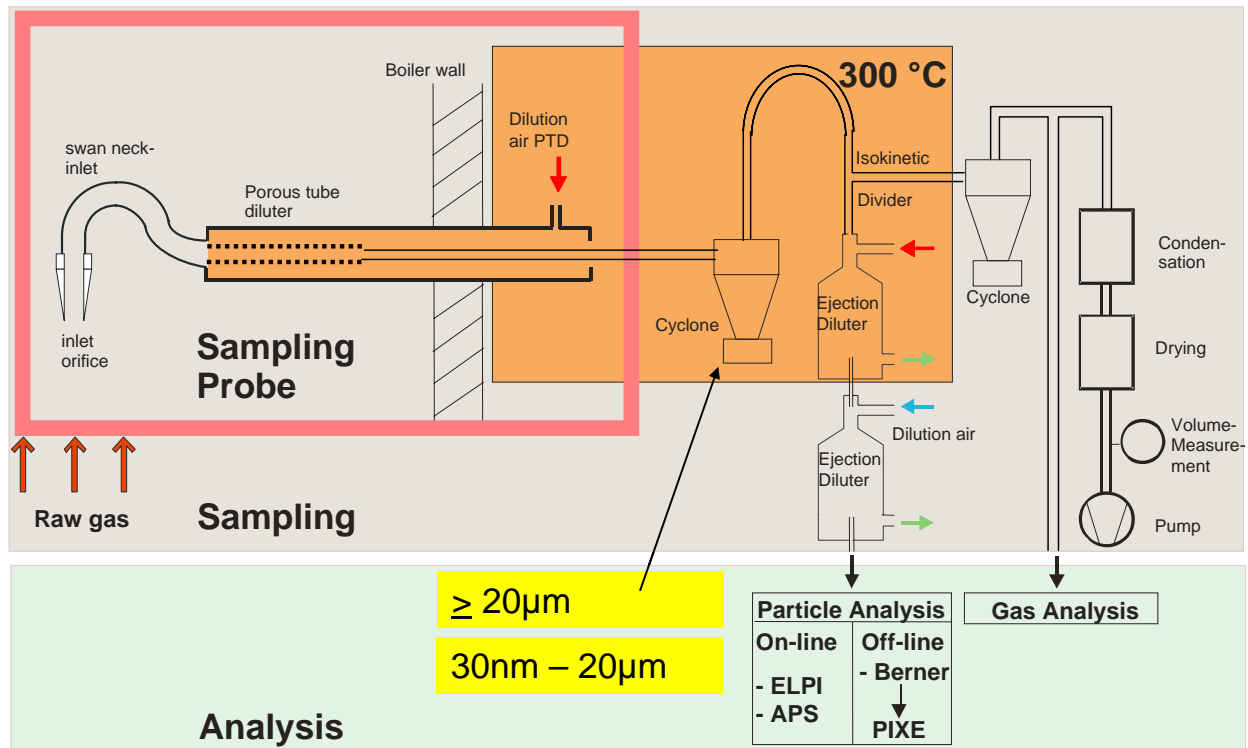 Boiler wall
300 °C
Dilution
air PTD
swan neck-
inlet
Porous tube
diluter
Isokinetic
Divider
Conden-
sation
Cyclone
Ejection
Diluter
Cyclone
inlet
orifice
Sampling
Probe
Drying
Dilution air
Volume-
Measure-
ment
Ejection
Diluter
Raw gas
Sampling
Pump
≥ 20µm
30nm – 20µm
Particle Analysis
Gas Analysis
On-line
- ELPI
- APS
Off-line
- Berner
PIXE
Analysis